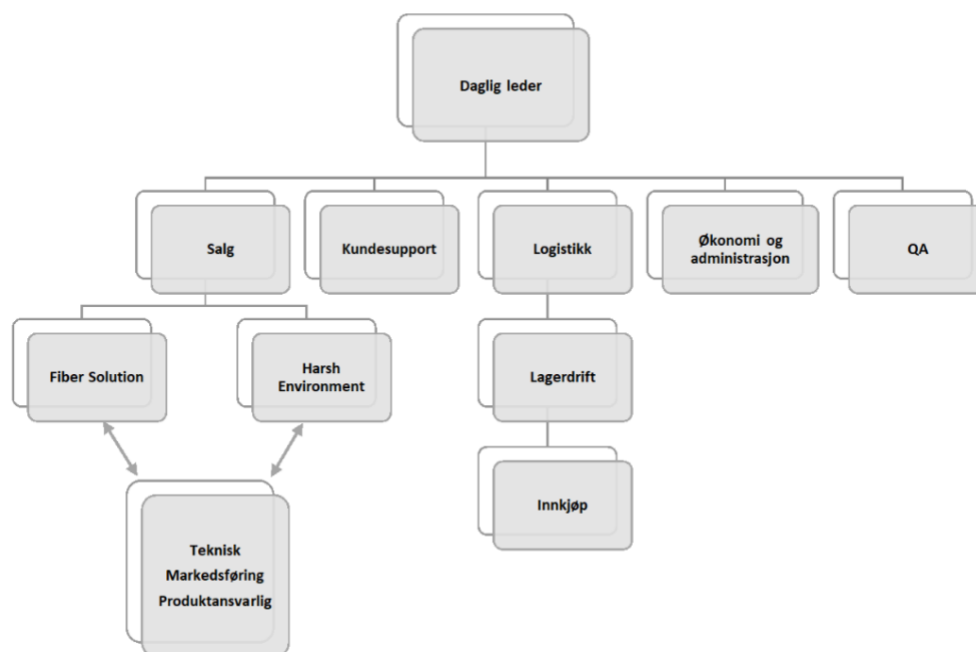 Daglig leder
Salg
Kundesupport
Logistikk
Økonomi og
administrasjon
QA
Fiber Solution
Harsh
Environment
Lagerdrift
Innkjøp
Teknisk
Markedsføring
Produktansvarlig